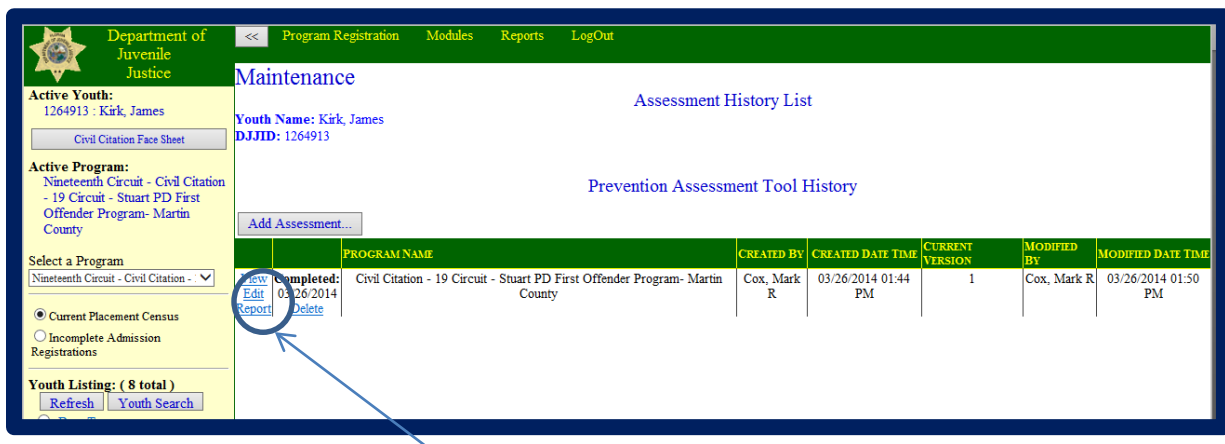 Department of
Juvenile
Justice
<< Program Registration Modules Reports LogOut
Active Youth:
1264913 : Kirk, James
Civil Citation Face Sheet
Active Program:
Nineteenth Circuit - Civil Citation
- 19 Circuit - Stuart PD First
Offender Program- Martin
County
Select a Program
Nineteenth Circuit - Civil Citation -
Current Placement Census
Incomplete Admission
Registrations
Youth Listing: ( 8 total )
Refresh Youth Search
Maintenance
Assessment History List
Youth Name: Kirk, James
DJJID: 1264913
Prevention Assessment Tool History
Add Assessment...
PROGRAM NAME CREATED BY CREATED DATE TIME CURRENT VERSION MODIFIED BY MODIFIED DATE TIME
View Completed: Civil Citation - 19 Circuit - Stuart PD First Offender Program- Martin Cox, Mark 03/26/2014 01:44 1 Cox, Mark R 03/26/2014 01:50
Edit 03/26/2014 County R PM PM
Report Delete